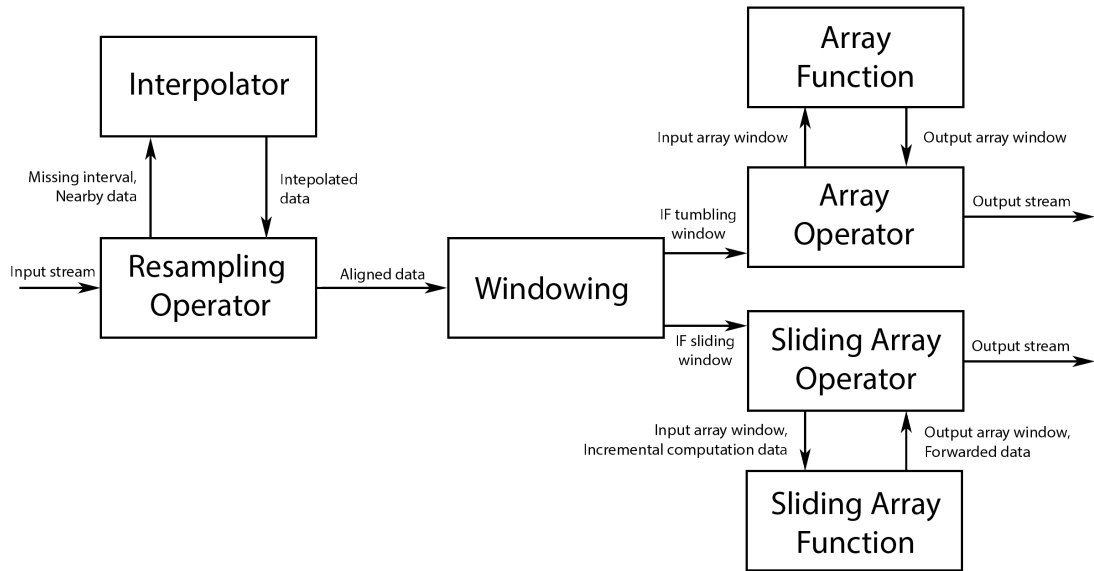 Interpolator
Missing interval,
Nearby data
Intepolated
data
Input stream
Resampling
Operator
Aligned data
Windowing
IF tumbling
window
IF sliding
window
Array
Function
Input array window
Output array window
Array
Operator
Output stream
Sliding Array
Operator
Output stream
Input array window,
Incremental computation data
Output array window,
Forwarded data
Sliding Array
Function